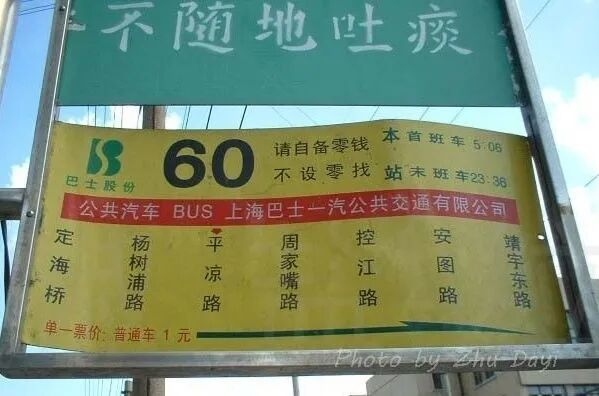 不随地吐痰
巴士股份
60
请自备零钱
不设零找
本站
首班车 5:06
末班车 23:36
公共汽车 BUS 上海巴士一汽公共交通有限公司
定海桥
杨树浦路
平凉路
周家嘴路
控江路
安图路
靖宇东路
单一票价: 普通车 1 元
Photo by Zhu Dayi